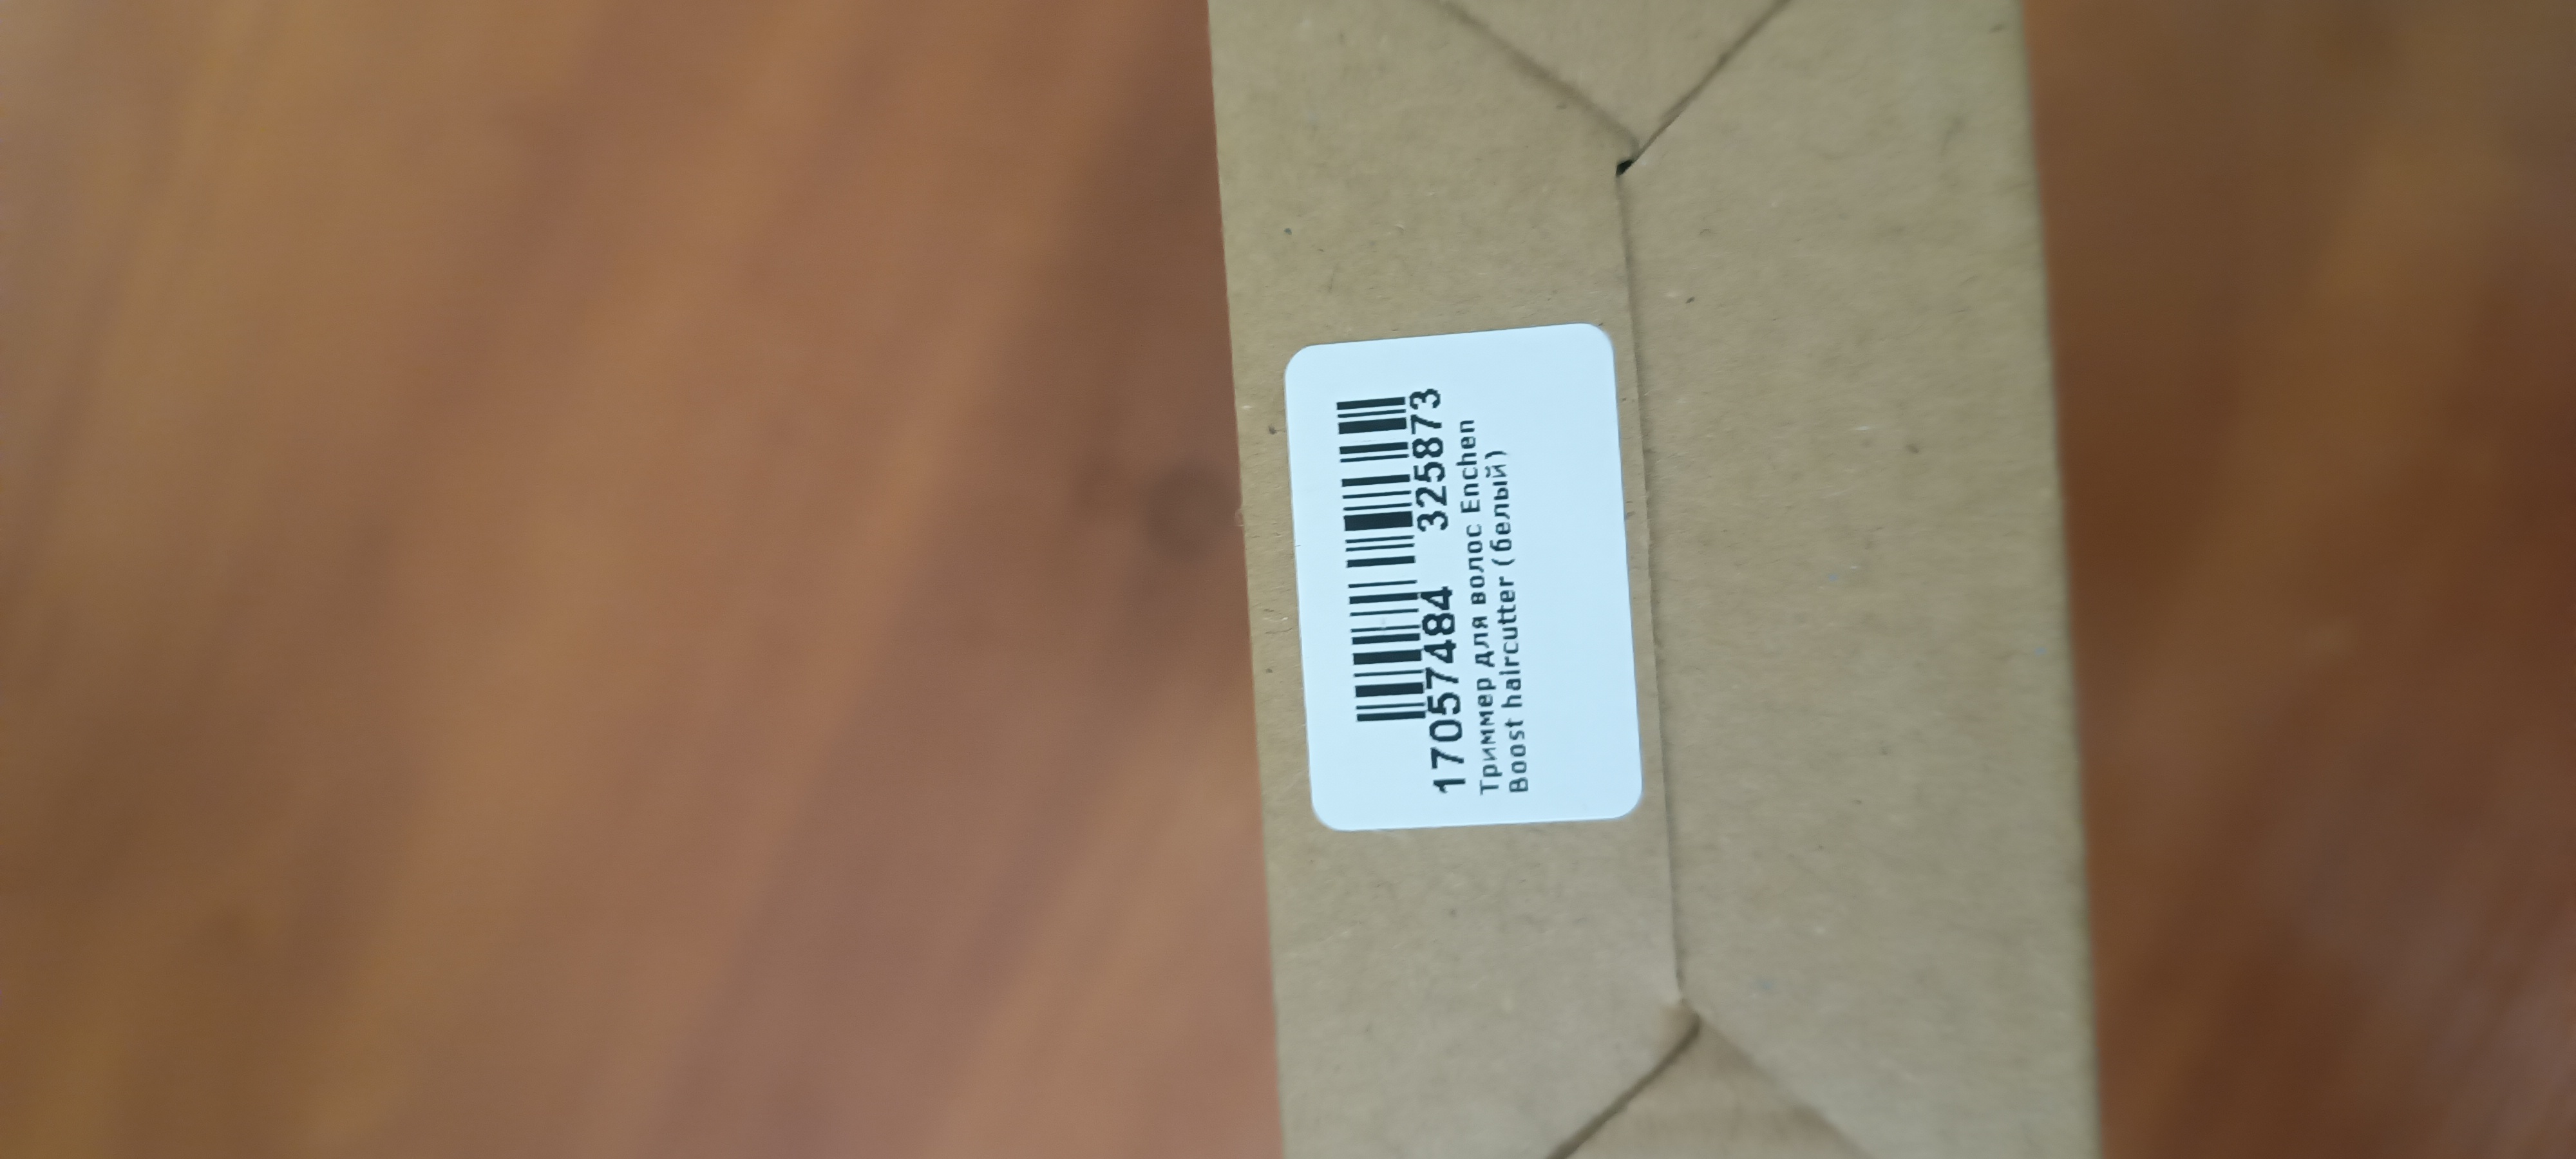 17057484 325873
Триммер для волос Enchen
Boost haircutter (белый)